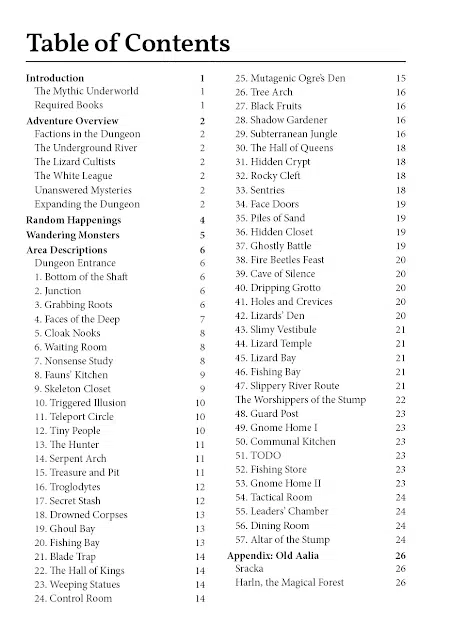 Table of Contents
Introduction 1
The Mythic Underworld 1
Required Books 1
Adventure Overview 2
Factions in the Dungeon 2
The Underground River 2
The Lizard Cultists 2
The White League 2
Unanswered Mysteries 2
Expanding the Dungeon 2
Random Happenings 4
Wandering Monsters 5
Area Descriptions 6
Dungeon Entrance 6
1. Bottom of the Shaft 6
2. Junction 6
3. Grabbing Roots 6
4. Faces of the Deep 7
5. Cloak Nooks 8
6. Waiting Room 8
7. Nonsense Study 8
8. Fauns' Kitchen 9
9. Skeleton Closet 9
10. Triggered Illusion 10
11. Teleport Circle 10
12. Tiny People 10
13. The Hunter 11
14. Serpent Arch 11
15. Treasure and Pit 11
16. Troglodytes 12
17. Secret Stash 12
18. Drowned Corpses 13
19. Ghoul Bay 13
20. Fishing Bay 13
21. Blade Trap 14
22. The Hall of Kings 14
23. Weeping Statues 14
24. Control Room 14
25. Mutagenic Ogre's Den 15
26. Tree Arch 16
27. Black Fruits 16
28. Shadow Gardener 16
29. Subterranean Jungle 16
30. The Hall of Queens 18
31. Hidden Crypt 18
32. Rocky Cleft 18
33. Sentries 18
34. Face Doors 19
35. Piles of Sand 19
36. Hidden Closet 19
37. Ghostly Battle 19
38. Fire Beetles Feast 20
39. Cave of Silence 20
40. Dripping Grotto 20
41. Holes and Crevices 20
42. Lizards' Den 20
43. Slimy Vestibule 21
44. Lizard Temple 21
45. Lizard Bay 21
46. Fishing Bay 21
47. Slippery River Route 21
The Worshippers of the Stump 22
48. Guard Post 23
49. Gnome Home I 23
50. Communal Kitchen 23
51. TODO 23
52. Fishing Store 23
53. Gnome Home II 23
54. Tactical Room 24
55. Leaders' Chamber 24
56. Dining Room 24
57. Altar of the Stump 24
Appendix: Old Aalia 26
Sracka 26
Harln, the Magical Forest 26